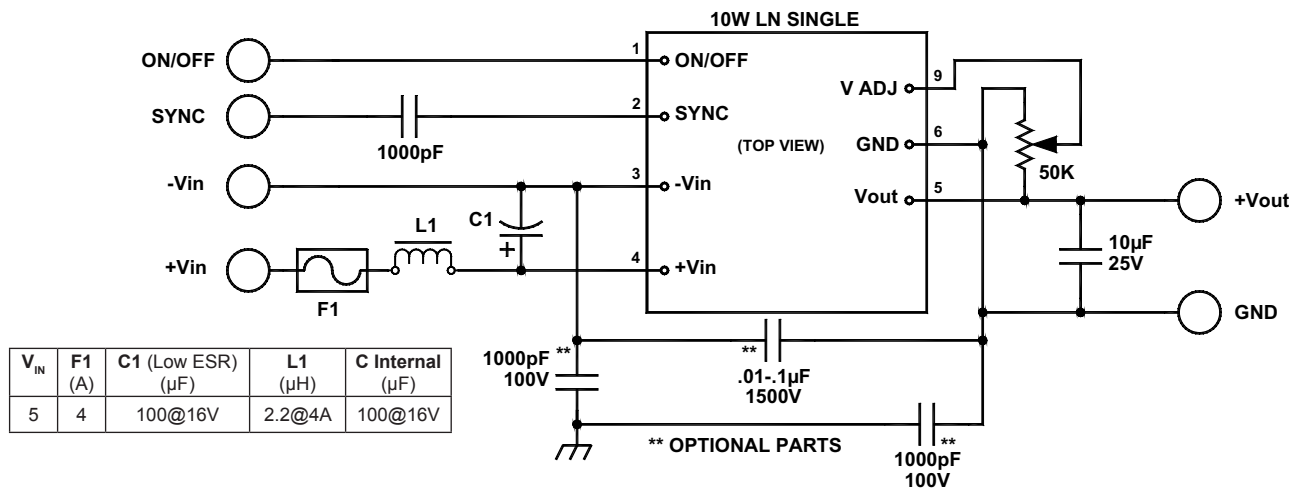 10W LN SINGLE
ON/OFF
1
ON/OFF
SYNC
1000pF
2
SYNC
-Vin
3
-Vin
C1
+
+Vin
F1
L1
4
+Vin
(TOP VIEW)
V ADJ
9
GND
6
Vout
5
50K
+Vout
10µF
25V
GND
1000pF **
100V
**
.01-.1µF
1500V
** OPTIONAL PARTS
**
1000pF
100V
VIN F1 C1 (Low ESR) L1 C Internal
(A) (µF) (µH) (µF)
5 4 100@16V 2.2@4A 100@16V